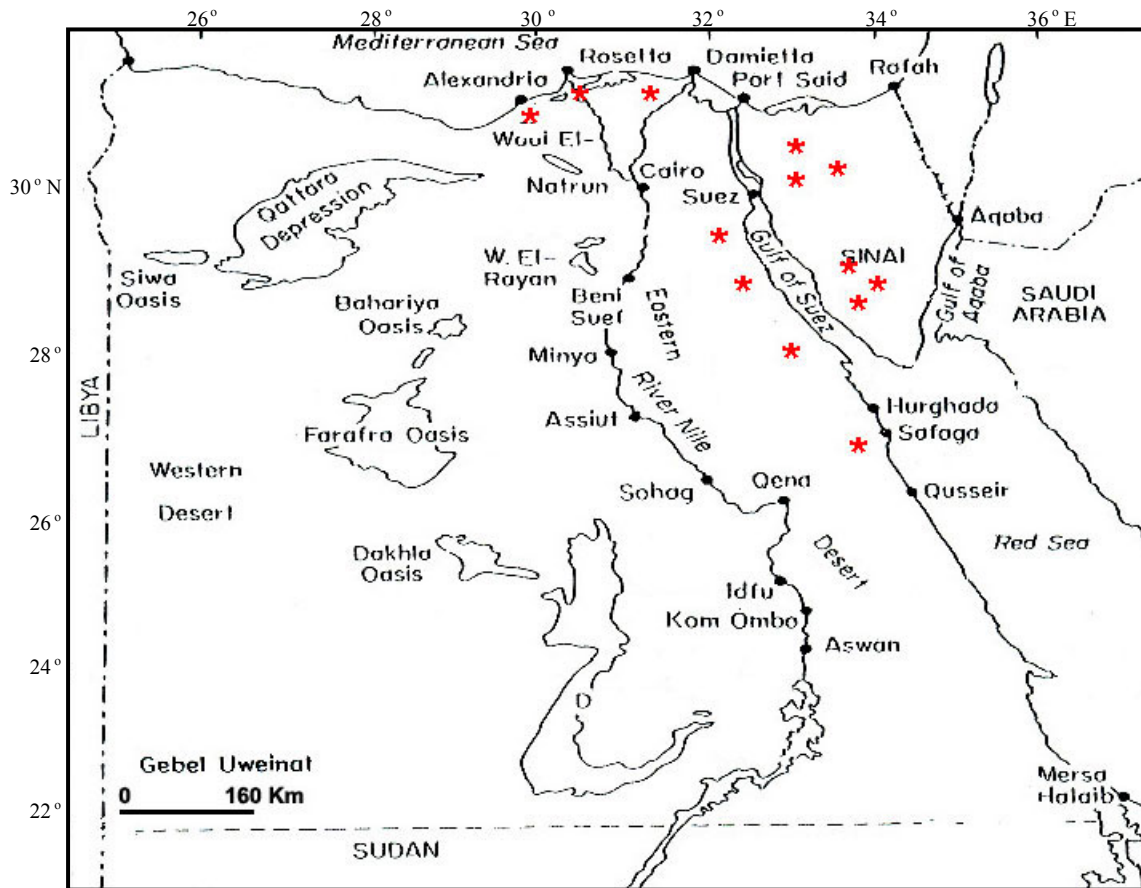 26° 28° 30° 32° 34° 36° E
Mediterranean Sea
Rosetta
Damietta
Alexandria
Port Said
Rafah
Waui El-
Natrun
30° N
Cairo
Suez
Aqaba
Qattara
Depression
Siwa
Oasis
W. El-
Rayan
Gulf of Suez
SINAI
Gulf of
Aqaba
SAUDI
ARABIA
Beni
Suef
Eastern
Bahariya
Oasis
28°
Minya
LIBYA
River Nile
Assiut
Hurghada
Safaga
Farafra Oasis
Western
Desert
Sohag
Qena
Qusseir
26°
Desert
Red Sea
Dakhla
Oasis
Idfu
Kom Ombo
Aswan
24°
D
Gebel Uweinat
0 160 Km
Mersa
Halaib
22°
SUDAN